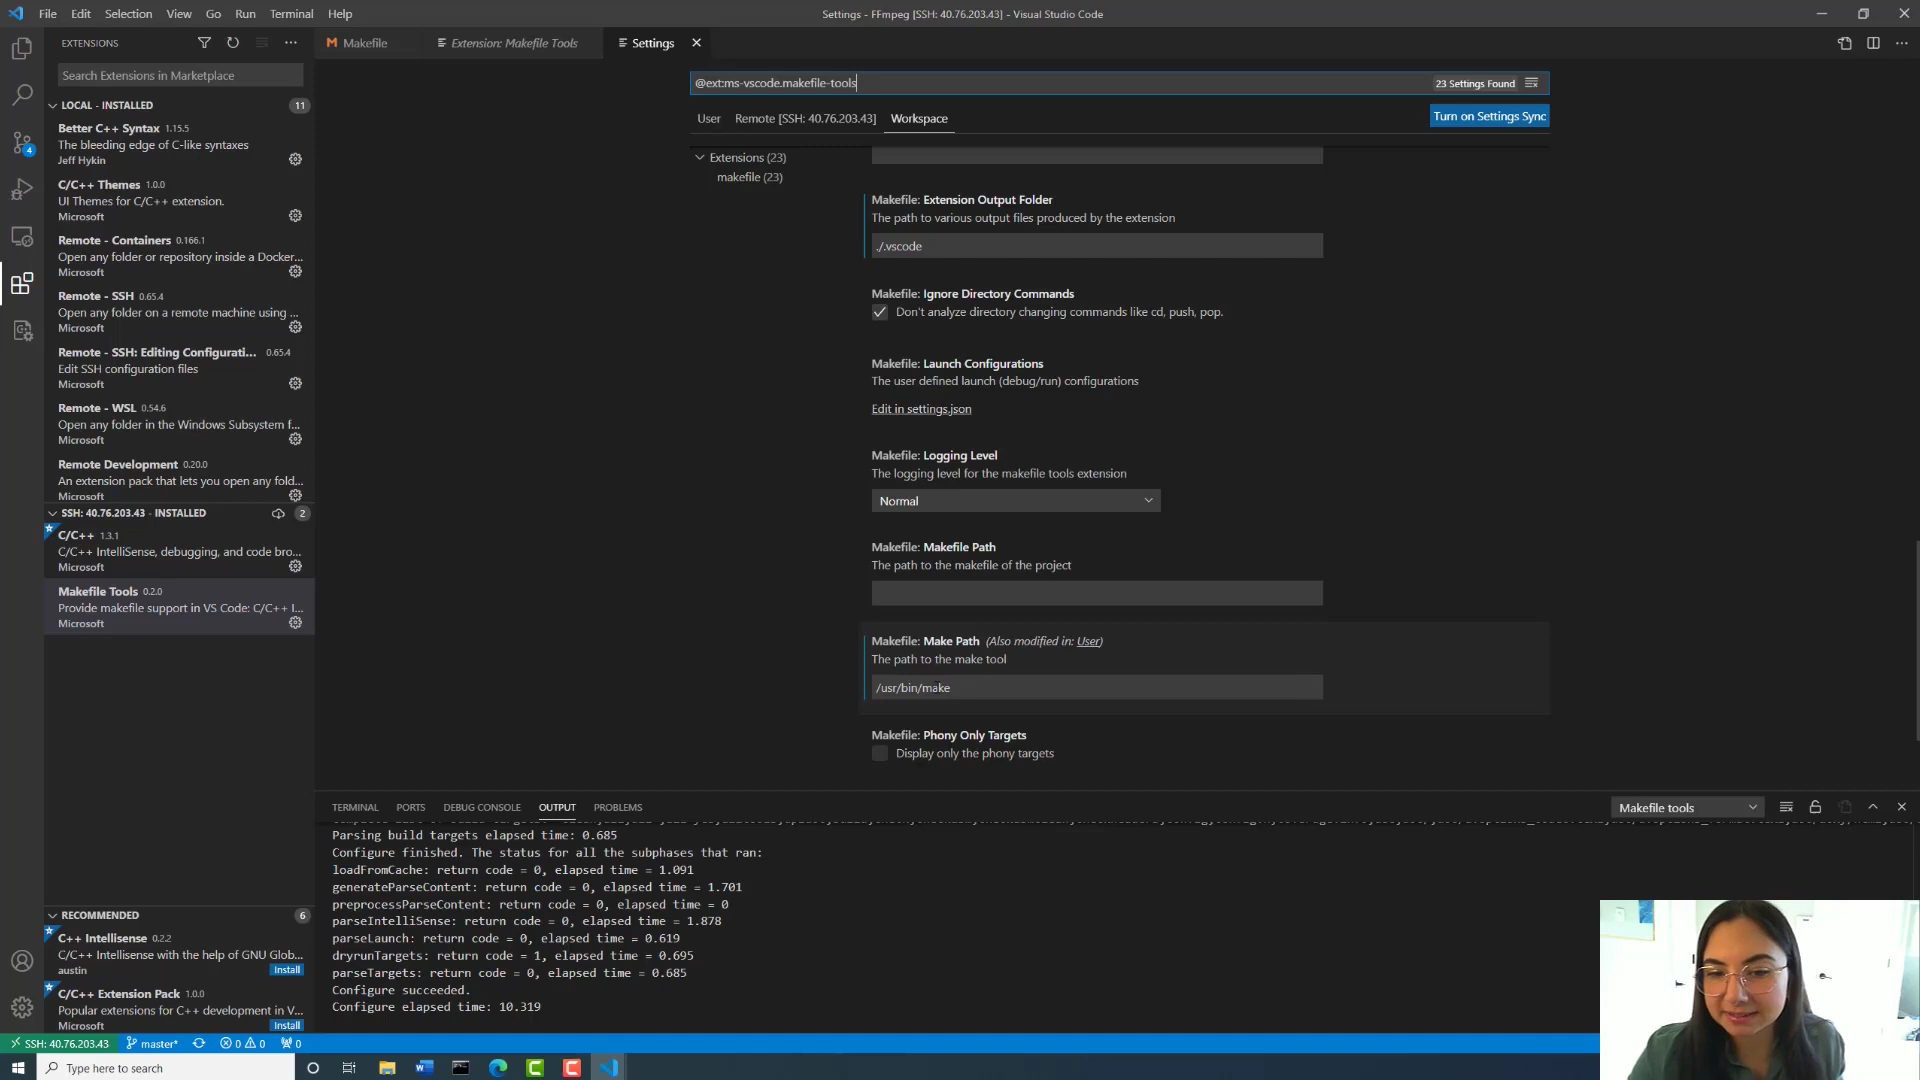 File Edit Selection View Go Run Terminal Help
Settings - FFmpeg [SSH: 40.76.203.43] - Visual Studio Code
EXTENSIONS
Search Extensions in Marketplace
LOCAL - INSTALLED 11
Better C++ Syntax 1.15.5
The bleeding edge of C-like syntaxes
Jeff Hykin
C/C++ Themes 1.0.0
UI Themes for C/C++ extension.
Microsoft
Remote - Containers 0.166.1
Open any folder or repository inside a Docker...
Microsoft
Remote - SSH 0.65.4
Open any folder on a remote machine using ...
Microsoft
Remote - SSH: Editing Configurati... 0.65.4
Edit SSH configuration files
Microsoft
Remote - WSL 0.54.6
Open any folder in the Windows Subsystem f...
Microsoft
Remote Development 0.20.0
An extension pack that lets you open any fold...
Microsoft
SSH: 40.76.203.43 - INSTALLED 2
C/C++ 1.3.1
C/C++ IntelliSense, debugging, and code bro...
Microsoft
Makefile Tools 0.2.0
Provide makefile support in VS Code: C/C++ I...
Microsoft
RECOMMENDED 6
C++ Intellisense 0.2.2
C/C++ Intellisense with the help of GNU Glob...
austin Install
C/C++ Extension Pack 1.0.0
Popular extensions for C++ development in V...
Microsoft Install
Makefile Extension: Makefile Tools Settings
@ext:ms-vscode.makefile-tools 23 Settings Found
User Remote [SSH: 40.76.203.43] Workspace Turn on Settings Sync
Extensions (23)
makefile (23)
Makefile: Extension Output Folder
The path to various output files produced by the extension
./.vscode
Makefile: Ignore Directory Commands
Don't analyze directory changing commands like cd, push, pop.
Makefile: Launch Configurations
The user defined launch (debug/run) configurations
Edit in settings.json
Makefile: Logging Level
The logging level for the makefile tools extension
Normal
Makefile: Makefile Path
The path to the makefile of the project
Makefile: Make Path (Also modified in: User)
The path to the make tool
/usr/bin/make
Makefile: Phony Only Targets
Display only the phony targets
TERMINAL PORTS DEBUG CONSOLE OUTPUT PROBLEMS Makefile tools
Parsing build targets elapsed time: 0.685
Configure finished. The status for all the subphases that ran:
loadFromCache: return code = 0, elapsed time = 1.091
generateParseContent: return code = 0, elapsed time = 1.701
preprocessParseContent: return code = 0, elapsed time = 0
parseIntelliSense: return code = 0, elapsed time = 1.878
parseLaunch: return code = 0, elapsed time = 0.619
dryrunTargets: return code = 1, elapsed time = 0.695
parseTargets: return code = 0, elapsed time = 0.685
Configure succeeded.
Configure elapsed time: 10.319
SSH: 40.76.203.43 master* 0 0 0
Type here to search